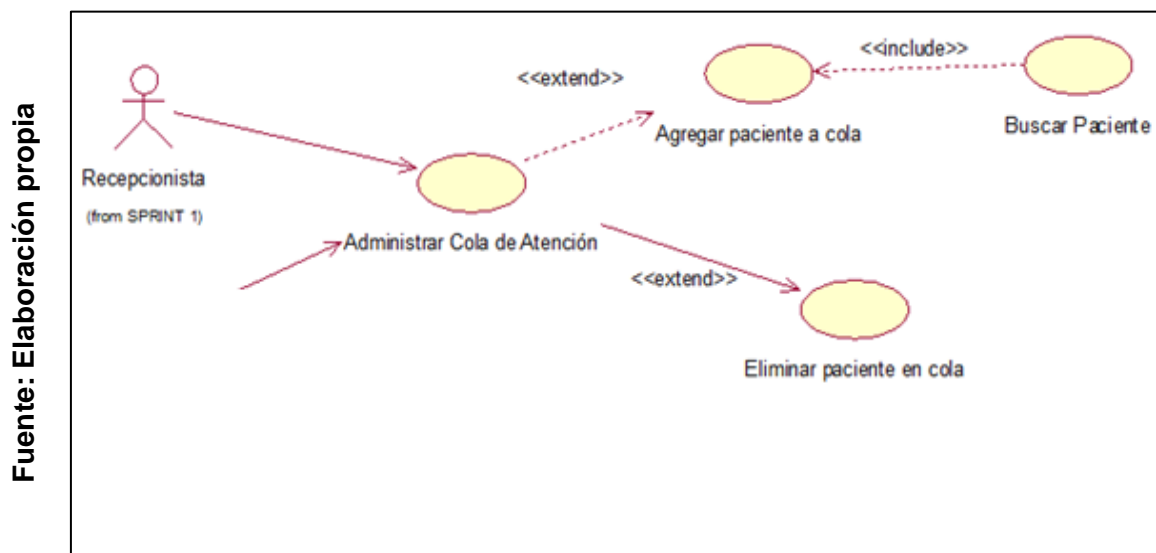 Fuente: Elaboración propia
<<include>>
<<extend>>
Agregar paciente a cola
Buscar Paciente
Recepcionista
(from SPRINT 1)
Administrar Cola de Atención
<<extend>>
Eliminar paciente en cola